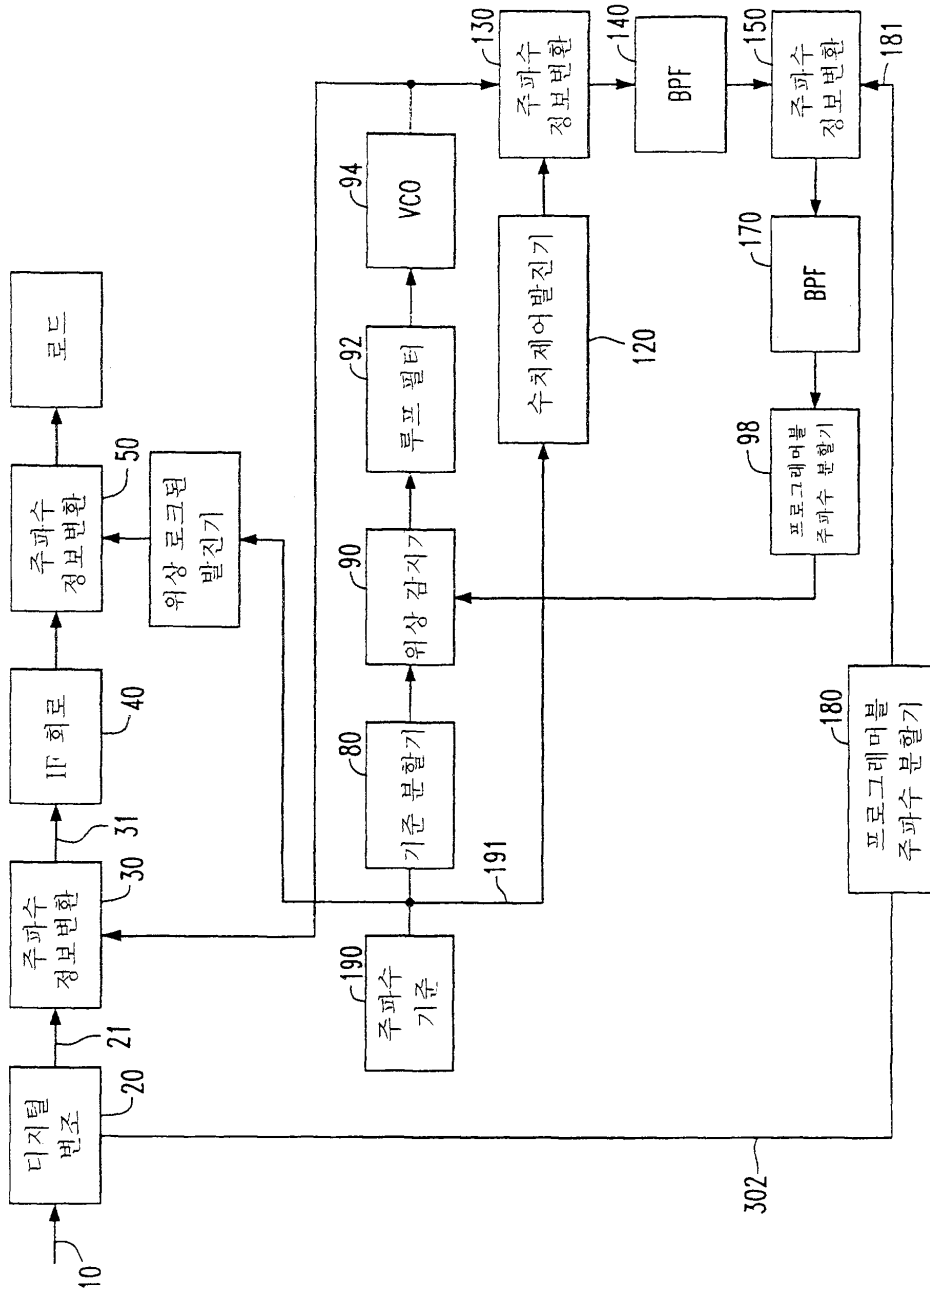 10
디지털
변조
20
21
주파수
정보변환
30
31
IF 회로
40
주파수
정보변환
50
로드
위상 로크된
발진기
주파수
기준
190
191
기준 분할기
80
위상 감지기
90
루프 필터
92
VCO
94
수치제어발진기
120
주파수
정보변환
130
BPF
140
주파수
정보변환
150
181
BPF
170
프로그래머블
주파수 분할기
98
프로그래머블
주파수 분할기
180
302